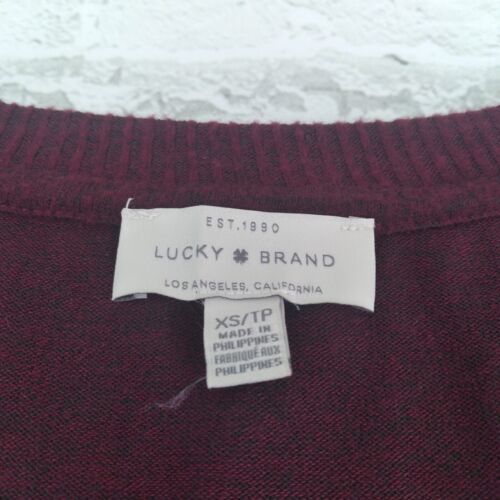 EST.1990
LUCKY BRAND
LOS ANGELES, CALIFORNIA
XS/TP
MADE IN
PHILIPPINES
FABRIQUÉ AUX
PHILIPPINES